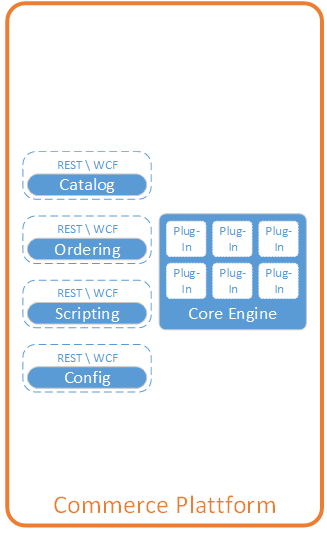 REST \ WCF
Catalog
REST \ WCF
Ordering
REST \ WCF
Scripting
REST \ WCF
Config
Plug-
In
Plug-
In
Plug-
In
Plug-
In
Plug-
In
Plug-
In
Core Engine
Commerce Plattform